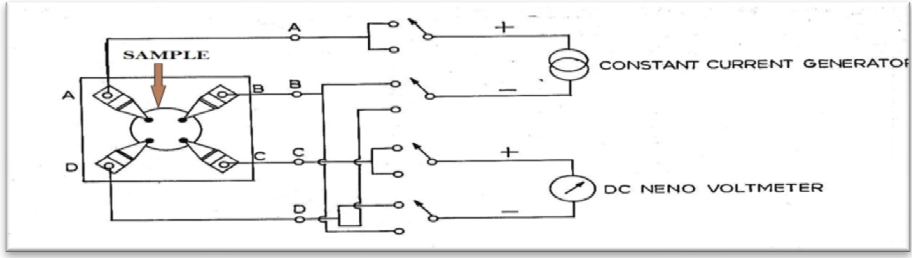 A
+
SAMPLE
CONSTANT CURRENT GENERATOR
A
B
B
−
D
C
C
+
DC NENO VOLTMETER
D
−